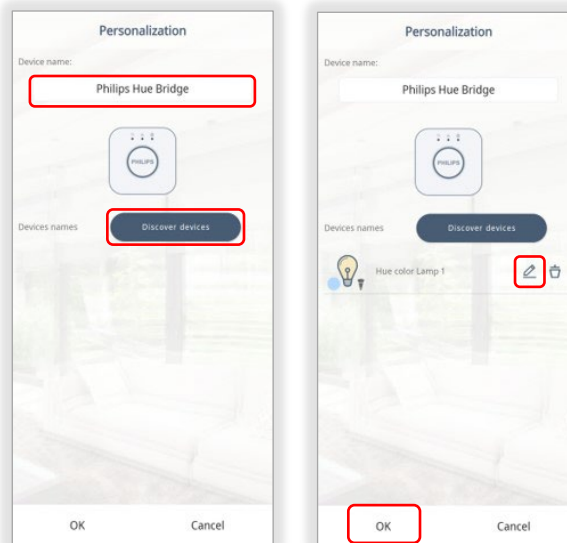 Personalization
Device name:
Philips Hue Bridge
PHILIPS
Devices names
Discover devices
OK
Cancel
Personalization
Device name:
Philips Hue Bridge
PHILIPS
Devices names
Discover devices
Hue color Lamp 1
OK
Cancel